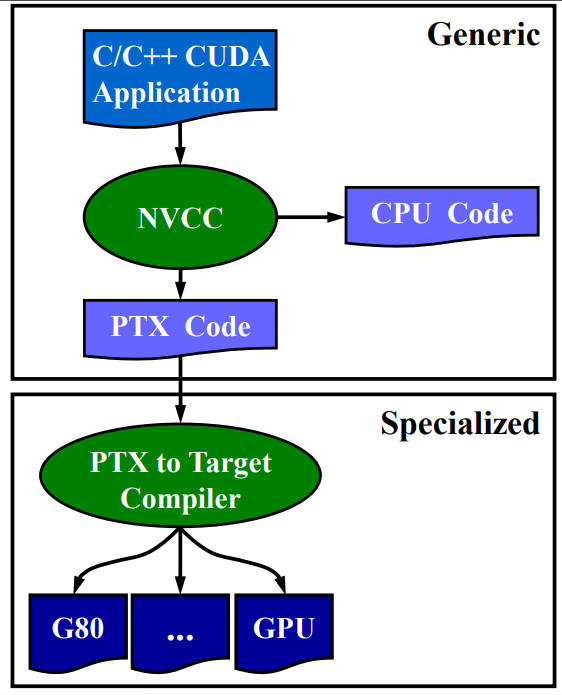 Generic
C/C++ CUDA
Application
NVCC
CPU Code
PTX Code
Specialized
PTX to Target
Compiler
G80
...
GPU